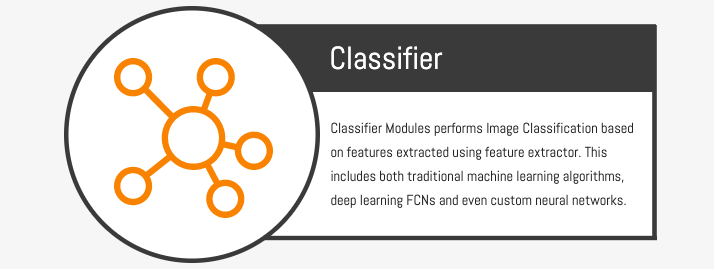 Classifier
Classifier Modules performs Image Classification based
on features extracted using feature extractor. This
includes both traditional machine learning algorithms,
deep learning FCNs and even custom neural networks.